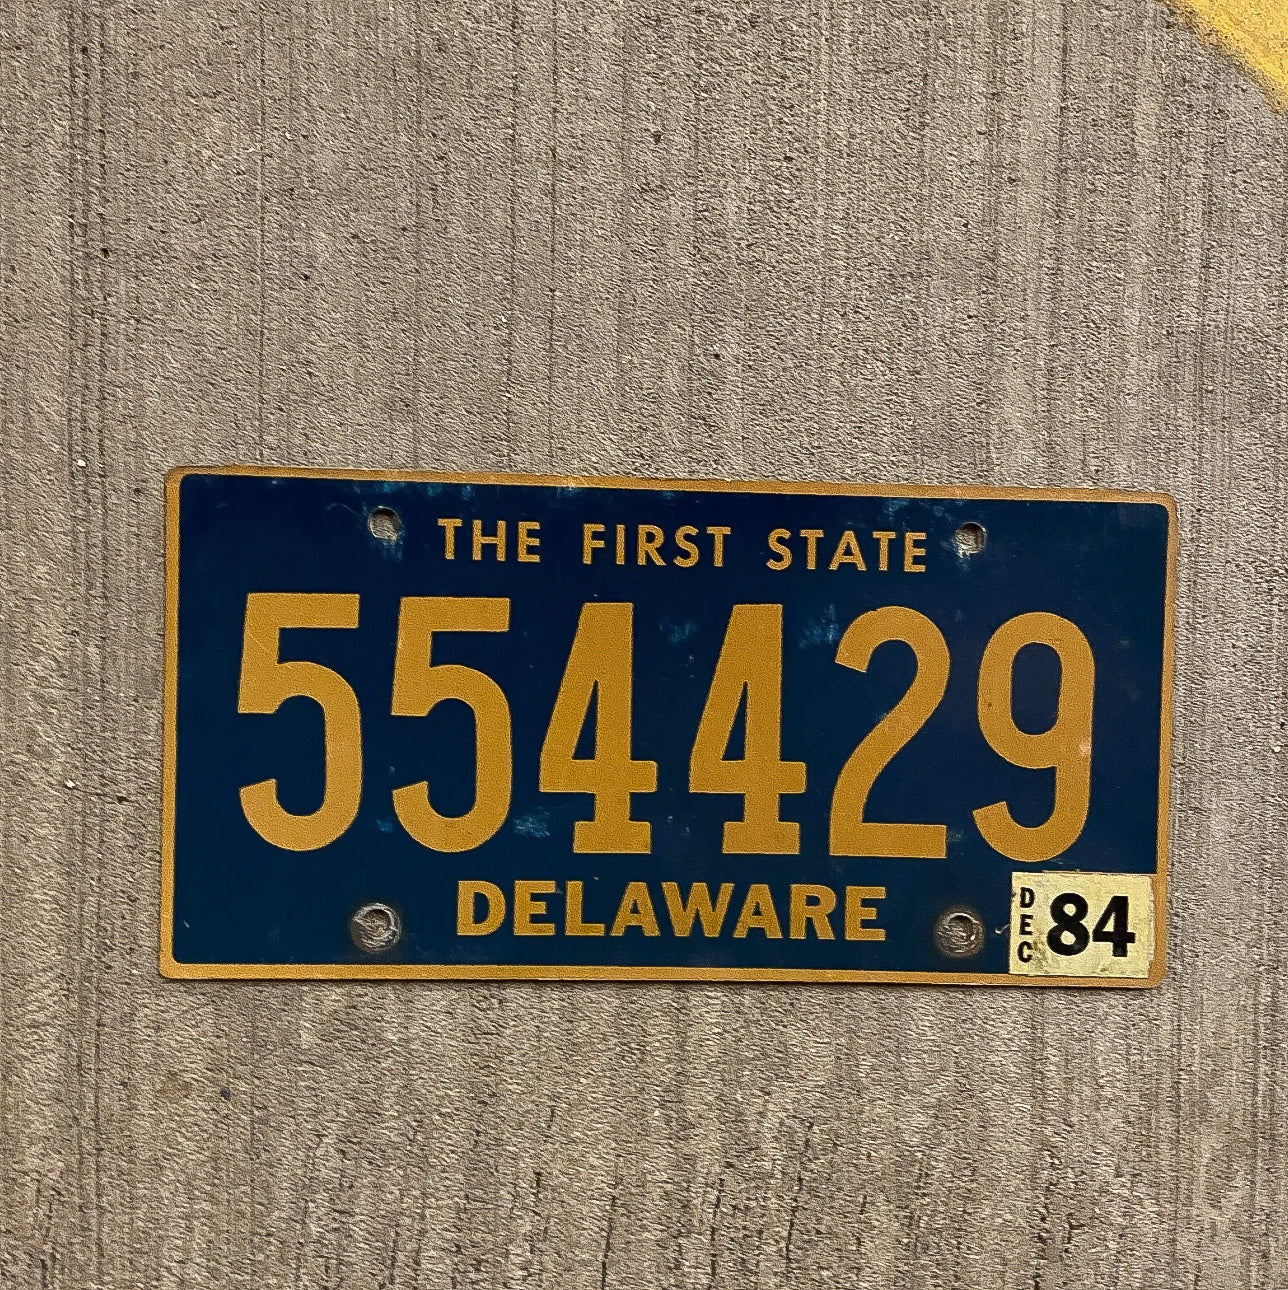 THE FIRST STATE
554429
DELAWARE
DEC 84